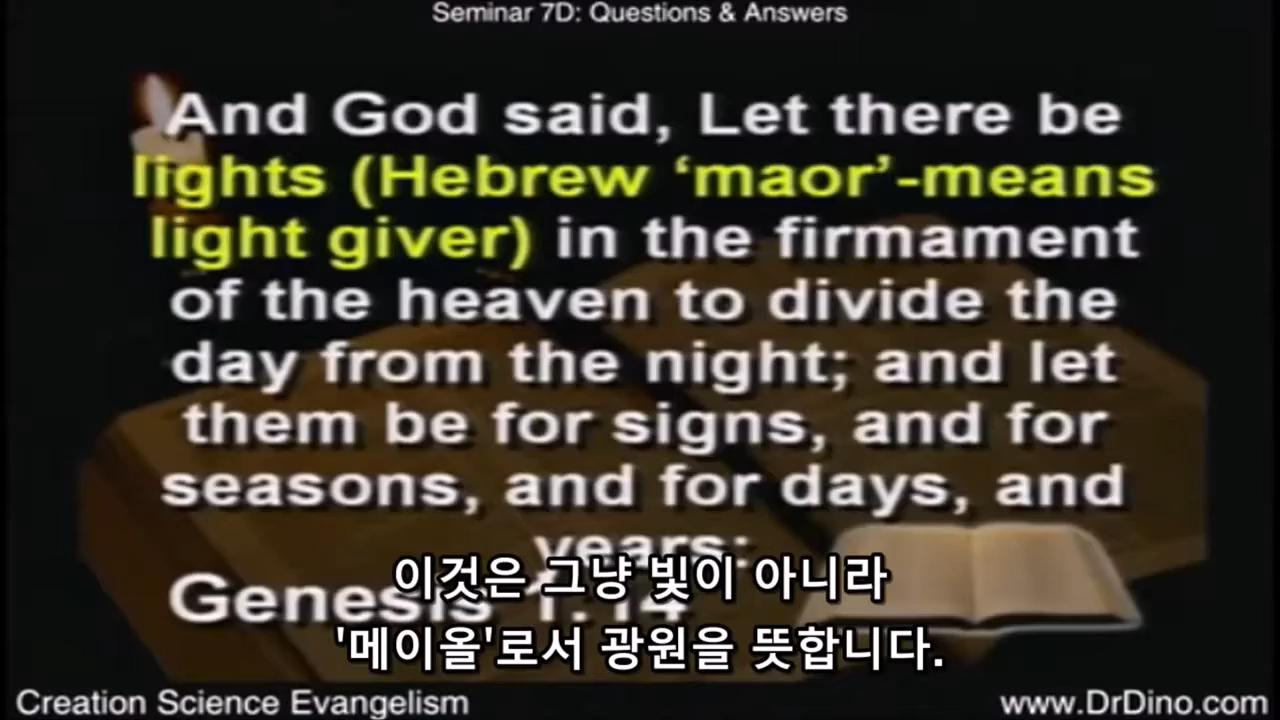 Seminar 7D: Questions & Answers
And God said, Let there be
lights (Hebrew ‘maor’-means
light giver) in the firmament
of the heaven to divide the
day from the night; and let
them be for signs, and for
seasons, and for days, and
years:
Genesis 1:14
이것은 그냥 빛이 아니라
'메이올'로서 광원을 뜻합니다.
Creation Science Evangelism
www.DrDino.com